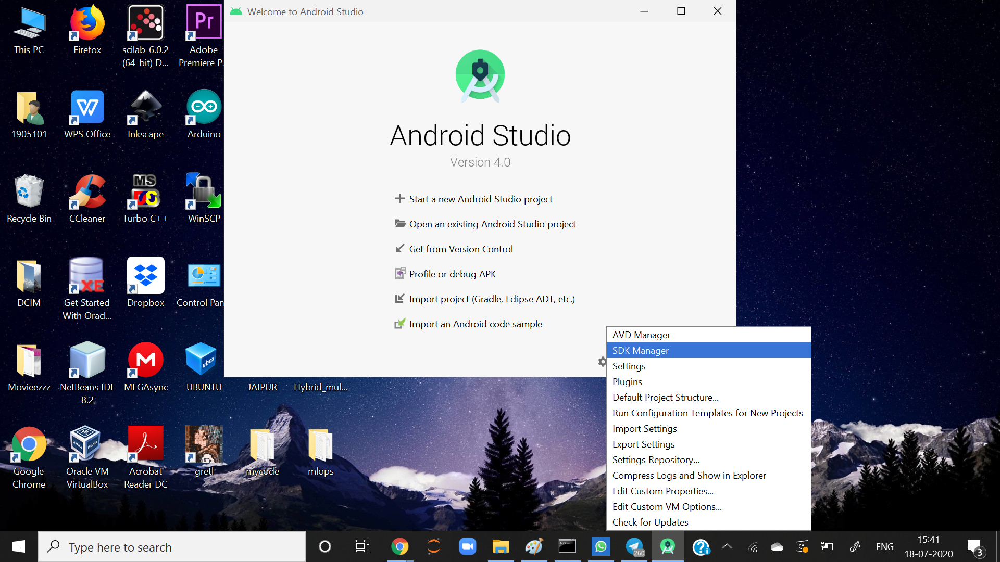 Welcome to Android Studio
This PC
Firefox
scilab-6.0.2
(64-bit) D...
Pr
Adobe
Premiere P.
1905101
WPS Office
Inkscape
Arduino
Recycle Bin
CCleaner
MS
DOS
Turbo C++
WinSCP
DCIM
XE
Get Started
With Oracl...
Dropbox
Control Pan
Movieezzz
NetBeans IDE
8.2
M
MEGAsync
vbox
UBUNTU
JAIPUR
Hybrid_mul...
Google
Chrome
Oracle VM
VirtualBox
Acrobat
Reader DC
gretl
mycode
mlops
Android Studio
Version 4.0
Start a new Android Studio project
Open an existing Android Studio project
Get from Version Control
Profile or debug APK
Import project (Gradle, Eclipse ADT, etc.)
Import an Android code sample
AVD Manager
SDK Manager
Settings
Plugins
Default Project Structure...
Run Configuration Templates for New Projects
Import Settings
Export Settings
Settings Repository...
Compress Logs and Show in Explorer
Edit Custom Properties...
Edit Custom VM Options...
Check for Updates
Type here to search
260
ENG
15:41
18-07-2020
3